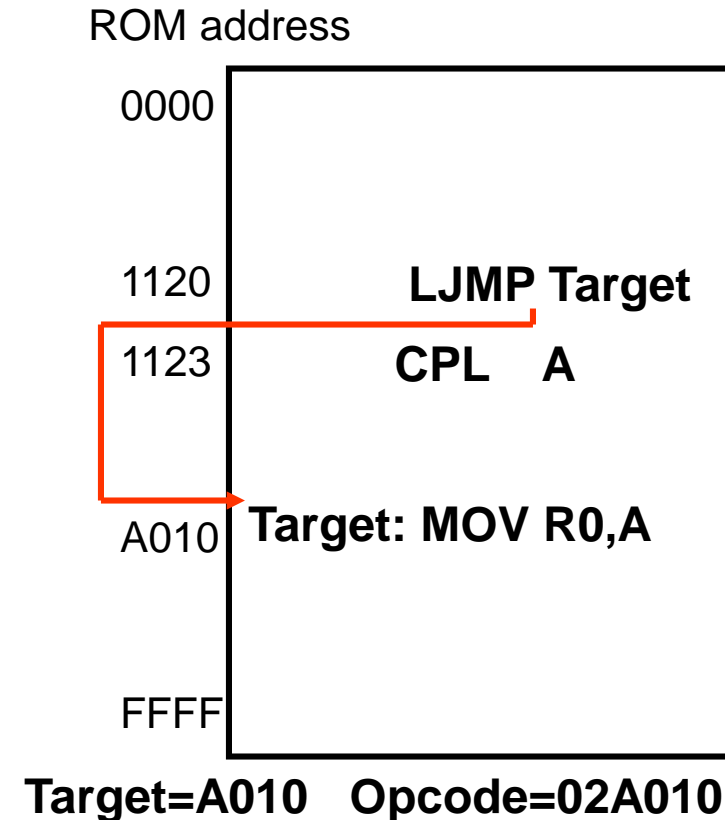 ROM address
0000
1120 LJMP Target
1123 CPL A
A010 Target: MOV R0,A
FFFF
Target=A010 Opcode=02A010